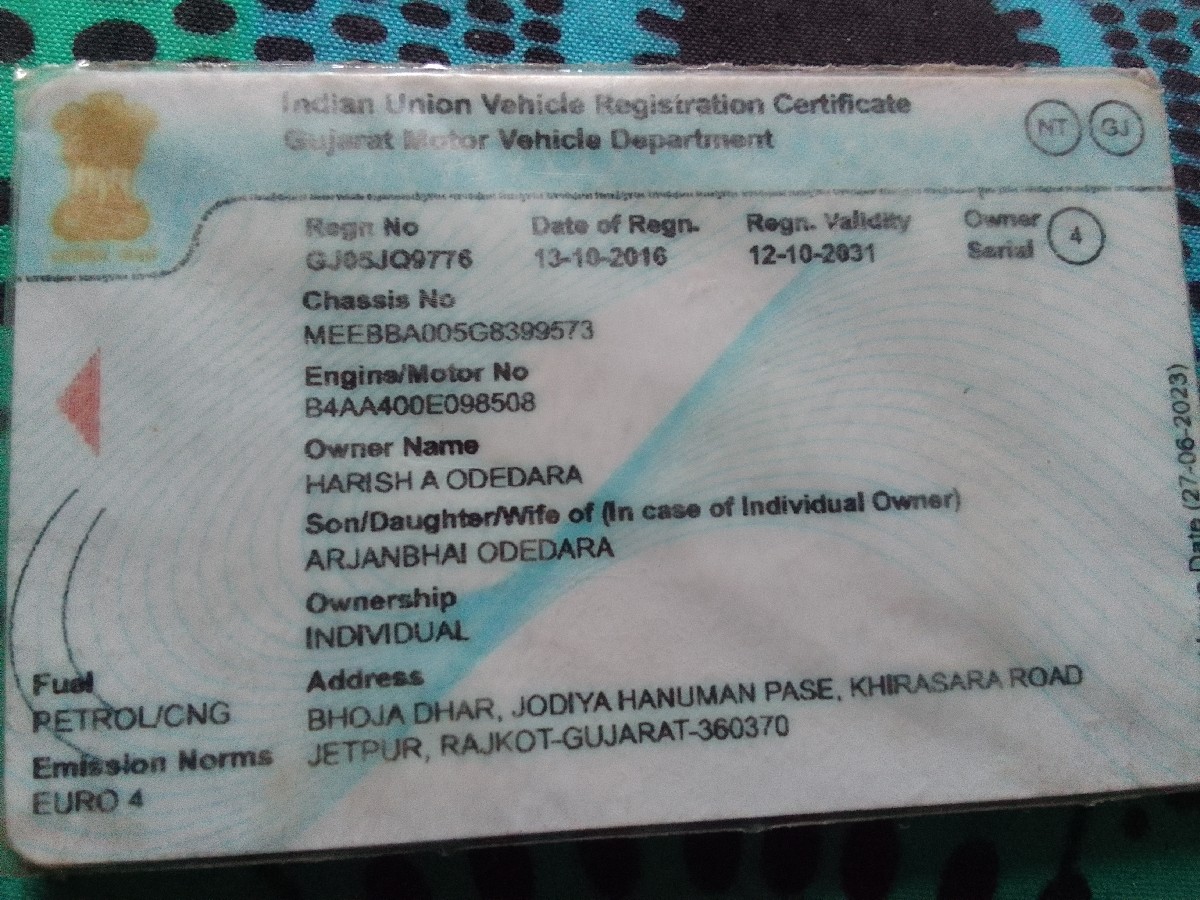 Indian Union Vehicle Registration Certificate
Gujarat Motor Vehicle Department
NT GJ
Regn No Date of Regn. Regn. Validity Owner Serial 4
GJ05JQ9776 13-10-2016 12-10-2031
Chassis No
MEEBBA005G8399573
Engine/Motor No
B4AA400E098508
Owner Name
HARISH A ODEDARA
Son/Daughter/Wife of (In case of Individual Owner)
ARJANBHAI ODEDARA
Ownership
INDIVIDUAL
Fuel
PETROL/CNG
Emission Norms
EURO 4
Address
BHOJA DHAR, JODIYA HANUMAN PASE, KHIRASARA ROAD
JETPUR, RAJKOT-GUJARAT-360370
Date (27-06-2023)